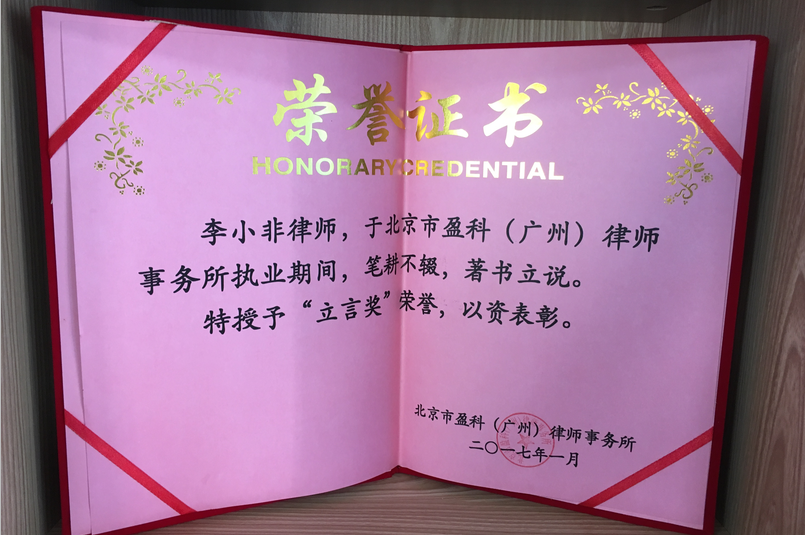 荣誉证书
HONORARYCREDENTIAL
李小非律师，于北京市盈科（广州）律师
事务所执业期间，笔耕不辍，著书立说。
特授予“立言奖”荣誉，以资表彰。
北京市盈科（广州）律师事务所
二〇一七年一月